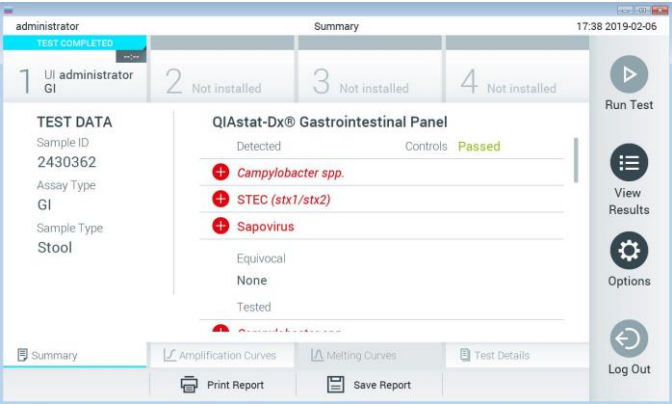 administrator Summary 17:38 2019-02-06
TEST COMPLETED
--:--
1 UI administrator
GI
2 Not installed
3 Not installed
4 Not installed
Run Test
View
Results
Options
Log Out
TEST DATA
Sample ID
2430362
Assay Type
GI
Sample Type
Stool
QIAstat-Dx® Gastrointestinal Panel
Detected Controls Passed
Campylobacter spp.
STEC (stx1/stx2)
Sapovirus
Equivocal
None
Tested
Summary Amplification Curves Melting Curves Test Details
Print Report Save Report